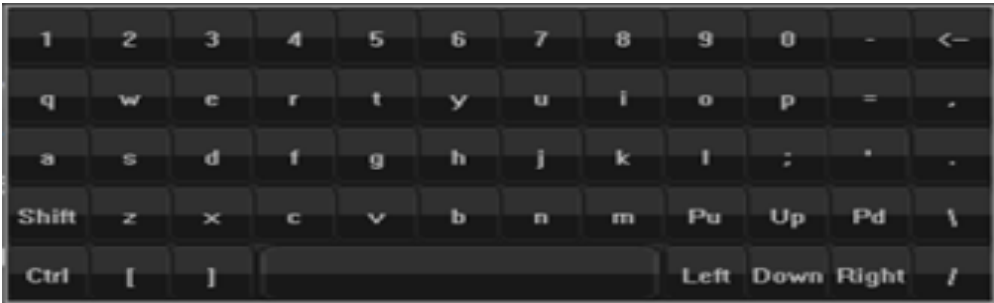 1 2 3 4 5 6 7 8 9 0 - <-
q w e r t y u i o p = ,
a s d f g h j k l ; ' .
Shift z x c v b n m Pu Up Pd \
Ctrl [ ] Left Down Right /